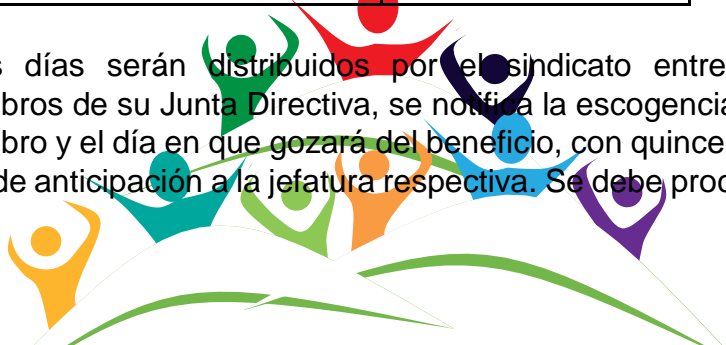 s días serán distribuidos por el sindicato entre
bros de su Junta Directiva, se notifica la escogencia
bro y el día en que gozará del beneficio, con quince
de anticipación a la jefatura respectiva. Se debe proc